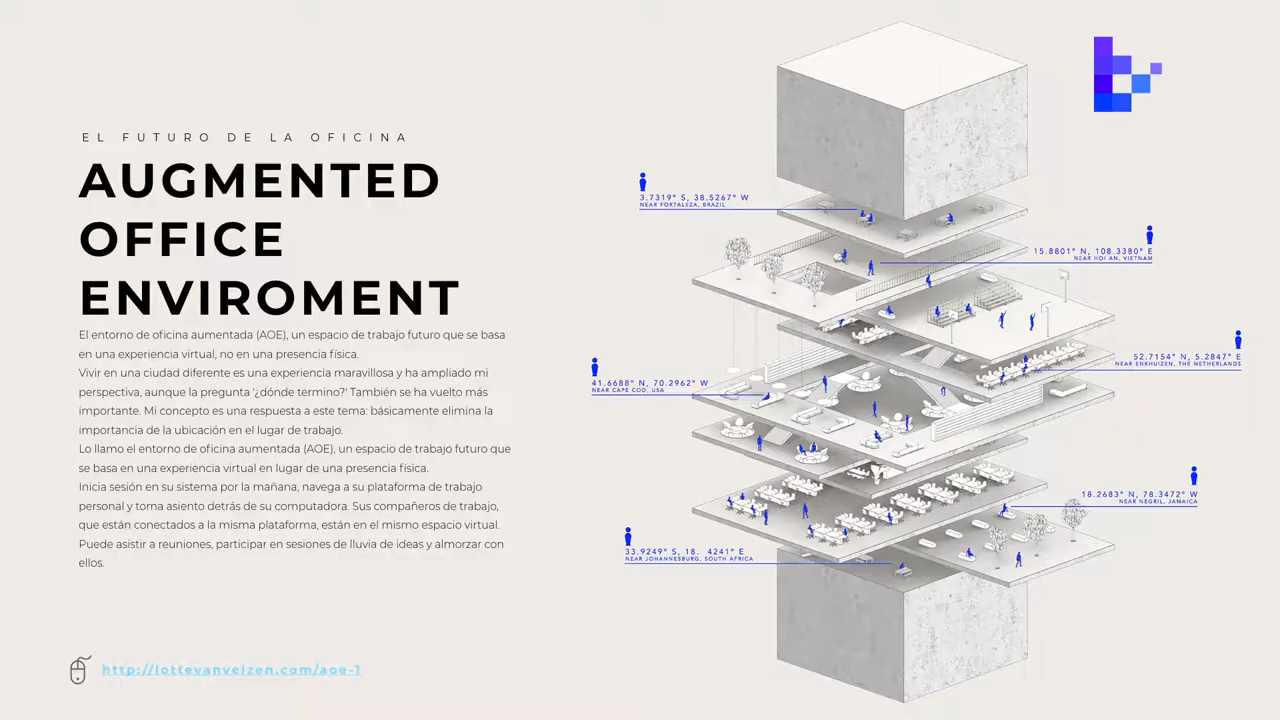 EL FUTURO DE LA OFICINA
AUGMENTED
OFFICE
ENVIROMENT
El entorno de oficina aumentada (AOE), un espacio de trabajo futuro que se basa
en una experiencia virtual, no en una presencia física.
Vivir en una ciudad diferente es una experiencia maravillosa y ha ampliado mi
perspectiva, aunque la pregunta '¿dónde termino?' También se ha vuelto más
importante. Mi concepto es una respuesta a este tema: básicamente elimina la
importancia de la ubicación en el lugar de trabajo.
Lo llamo el entorno de oficina aumentada (AOE), un espacio de trabajo futuro que
se basa en una experiencia virtual en lugar de una presencia física.
Inicia sesión en su sistema por la mañana, navega a su plataforma de trabajo
personal y toma asiento detrás de su computadora. Sus compañeros de trabajo,
que están conectados a la misma plataforma, están en el mismo espacio virtual.
Puede asistir a reuniones, participar en sesiones de lluvia de ideas y almorzar con
ellos.
http://lottevanvelzen.com/aoe-1
3.7319° S, 38.5267° W
NEAR FORTALEZA, BRAZIL
15.8801° N, 108.3380° E
NEAR HOI AN, VIETNAM
52.7154° N, 5.2847° E
NEAR ENKHUIZEN, THE NETHERLANDS
41.6688° N, 70.2962° W
NEAR CAPE COD, USA
18.2683° N, 78.3472° W
NEAR NEGRIL, JAMAICA
33.9249° S, 18. 4241° E
NEAR JOHANNESBURG, SOUTH AFRICA